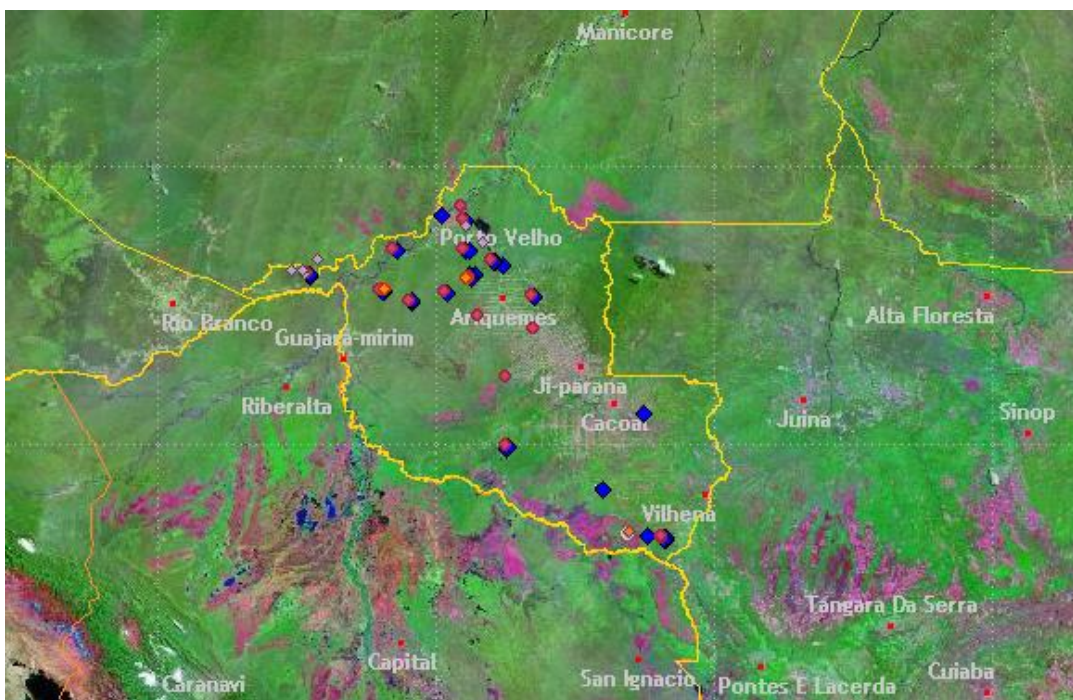 Manicore
Porto Velho
Rio Branco
Ariquemes
Alta Floresta
Guajara-mirim
Ji-parana
Riberalta
Cacoal
Juina
Sinop
Vilhena
Tangara Da Serra
Capital
Caranavi
San Ignacio
Pontes E Lacerda
Cuiaba